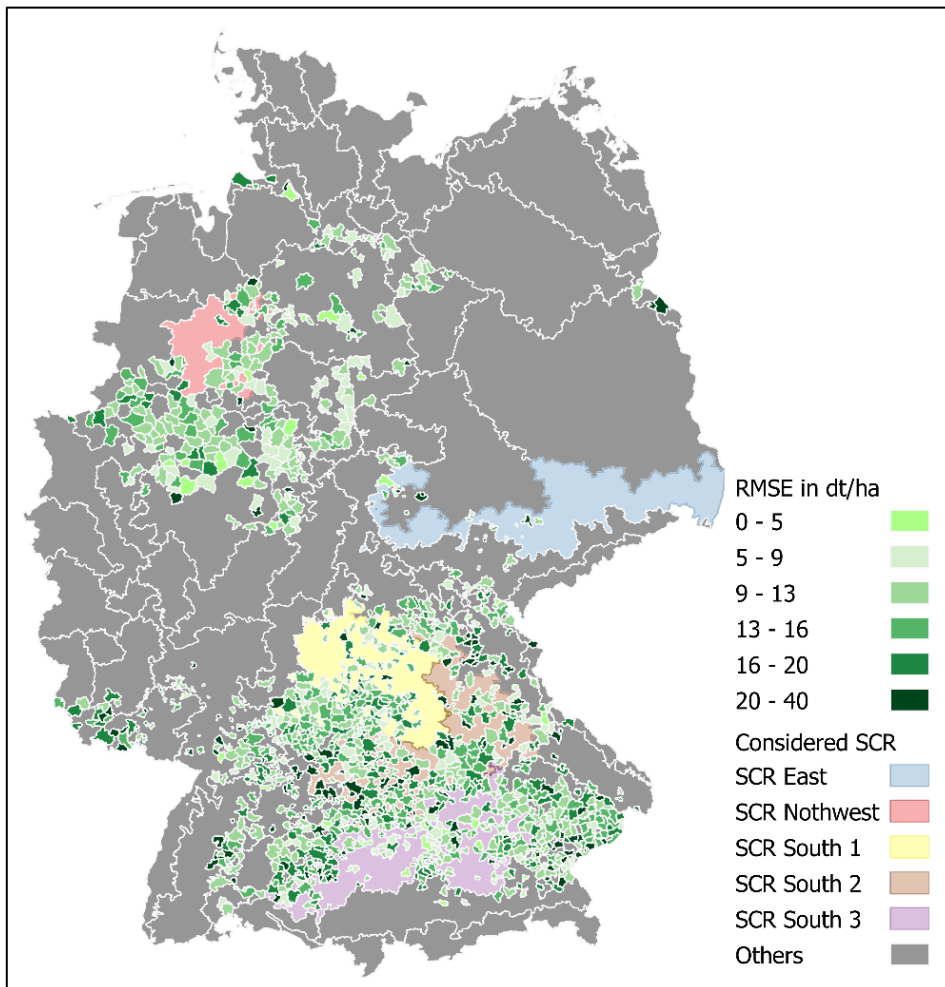 RMSE in dt/ha
0 - 5
5 - 9
9 - 13
13 - 16
16 - 20
20 - 40
Considered SCR
SCR East
SCR Nothwest
SCR South 1
SCR South 2
SCR South 3
Others